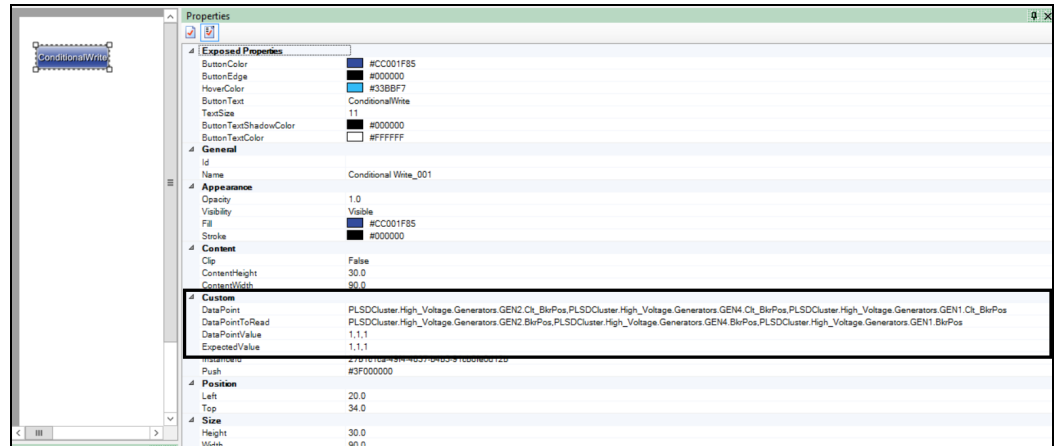 Properties
ConditionalWrite
Exposed Properties
ButtonColor #CC001F85
ButtonEdge #000000
HoverColor #33BBF7
ButtonText ConditionalWrite
TextSize 11
ButtonTextShadowColor #000000
ButtonTextColor #FFFFFF
General
Id
Name Conditional Write_001
Appearance
Opacity 1.0
Visibility Visible
Fill #CC001F85
Stroke #000000
Content
Clip False
ContentHeight 30.0
ContentWidth 90.0
Custom
DataPoint PLSDCluster.High_Voltage.Generators.GEN2.Clt_BkrPos,PLSDCluster.High_Voltage.Generators.GEN4.Clt_BkrPos,PLSDCluster.High_Voltage.Generators.GEN1.Clt_BkrPos
DataPointToRead PLSDCluster.High_Voltage.Generators.GEN2.BkrPos,PLSDCluster.High_Voltage.Generators.GEN4.BkrPos,PLSDCluster.High_Voltage.Generators.GEN1.BkrPos
DataPointValue 1,1,1
ExpectedValue 1,1,1
Push #3F000000
Position
Left 20.0
Top 34.0
Size
Height 30.0
Width 90.0